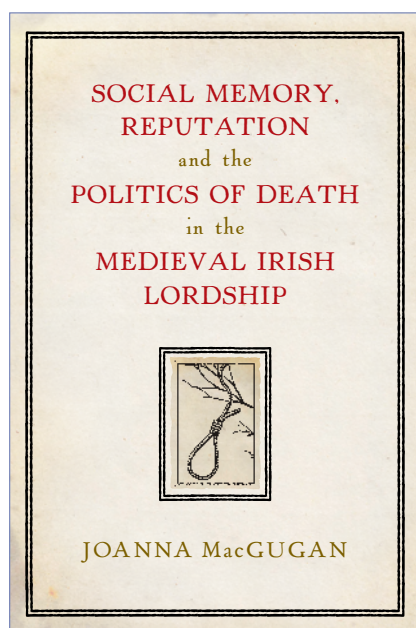 SOCIAL MEMORY,
REPUTATION
and the
POLITICS OF DEATH
in the
MEDIEVAL IRISH
LORDSHIP
JOANNA MacGUGAN